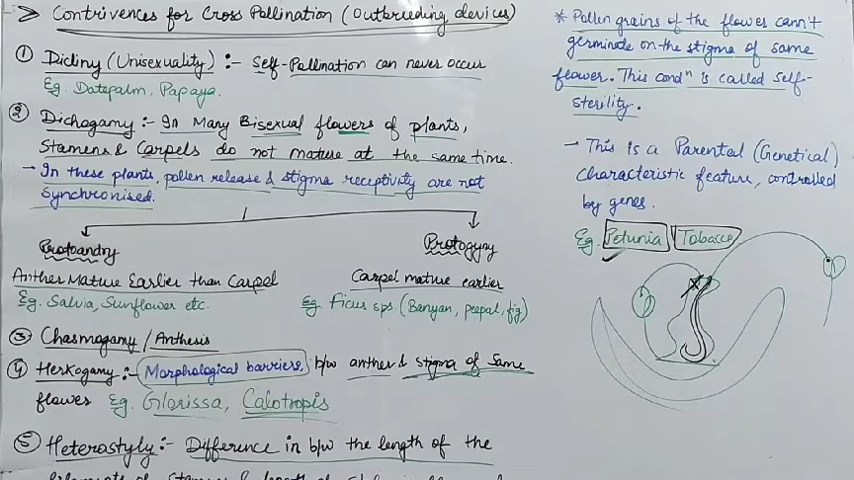 > Contrivences for Cross Pollination (Outbreeding devices)
① Dicliny (Unisexuality) :- Self-Pollination can never occur
Eg. Datepalm, Papaya.
② Dichogamy :- In Many Bisexual flowers of plants,
Stamens & Carpels do not mature at the same time.
→ In these plants, pollen release & stigma receptivity are not
synchronised.
Protoandry
Anther Mature Earlier than Carpel
Eg. Salvia, Sunflower etc.
Protogyny
Carpel mature earlier
Eg. Ficus sps (Banyan, peepal, fig)
③ Chasmogamy / Anthesis
④ Herkogamy :- Morphological barriers, b/w anther & stigma of Same
flower Eg. Glorissa, Calotropis
⑤ Heterostyly :- Difference in b/w the length of the
* Pollen grains of the flower cann't
germinate on the stigma of same
flower. This condⁿ is called self-
sterility.
→ This is a Parental (Genetical)
characteristic feature, controlled
by genes.
Eg. Petunia Tobacco